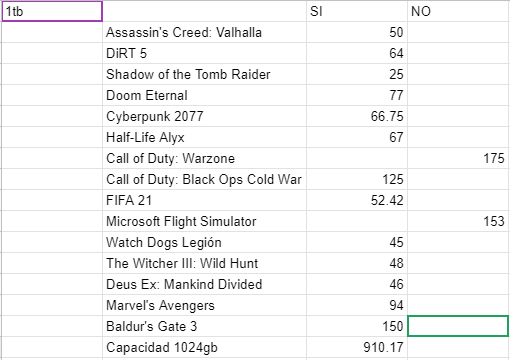 1tb SI NO
Assassin's Creed: Valhalla 50
DiRT 5 64
Shadow of the Tomb Raider 25
Doom Eternal 77
Cyberpunk 2077 66.75
Half-Life Alyx 67
Call of Duty: Warzone 175
Call of Duty: Black Ops Cold War 125
FIFA 21 52.42
Microsoft Flight Simulator 153
Watch Dogs Legión 45
The Witcher III: Wild Hunt 48
Deus Ex: Mankind Divided 46
Marvel's Avengers 94
Baldur's Gate 3 150
Capacidad 1024gb 910.17